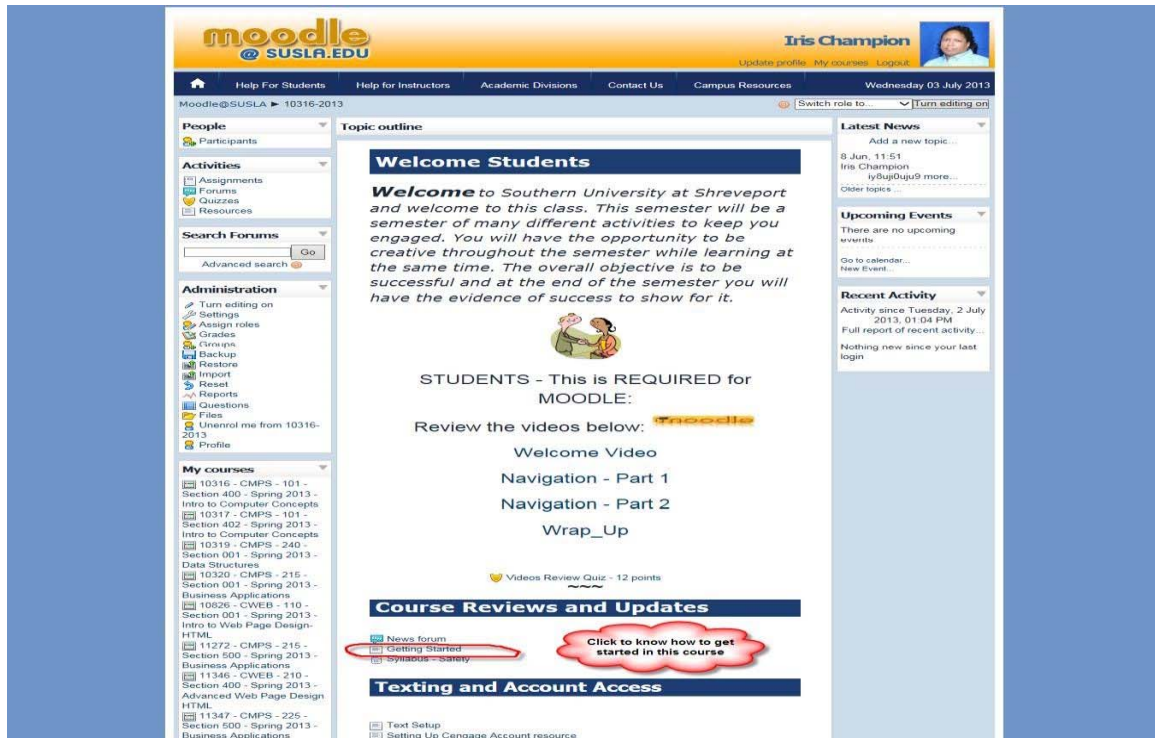 moodle
@ SUSLA.EDU
Iris Champion
Update profile My courses Logout
Help For Students Help for Instructors Academic Divisions Contact Us Campus Resources Wednesday 03 July 2013
Moodle@SUSLA ► 10316-2013
Switch role to... Turn editing on
People
Participants
Activities
Assignments
Forums
Quizzes
Resources
Search Forums
Go
Advanced search
Administration
Turn editing on
Settings
Assign roles
Grades
Groups
Backup
Restore
Import
Reset
Reports
Questions
Files
Unenrol me from 10316-
2013
Profile
My courses
10316 - CMPS - 101 -
Section 400 - Spring 2013 -
Intro to Computer Concepts
10317 - CMPS - 101 -
Section 402 - Spring 2013 -
Intro to Computer Concepts
10319 - CMPS - 240 -
Section 001 - Spring 2013 -
Data Structures
10320 - CMPS - 215 -
Section 001 - Spring 2013 -
Business Applications
10826 - CWEB - 110 -
Section 001 - Spring 2013 -
Intro to Web Page Design-
HTML
11272 - CMPS - 215 -
Section 500 - Spring 2013 -
Business Applications
11346 - CWEB - 210 -
Section 400 - Spring 2013 -
Advanced Web Page Design
HTML
11347 - CMPS - 225 -
Section 500 - Spring 2013 -
Business Applications
Topic outline
Welcome Students
Welcome to Southern University at Shreveport
and welcome to this class. This semester will be a
semester of many different activities to keep you
engaged. You will have the opportunity to be
creative throughout the semester while learning at
the same time. The overall objective is to be
successful and at the end of the semester you will
have the evidence of success to show for it.
STUDENTS - This is REQUIRED for
MOODLE:
Review the videos below: moodle
Welcome Video
Navigation - Part 1
Navigation - Part 2
Wrap_Up
Videos Review Quiz - 12 points
~~~
Course Reviews and Updates
News forum
Getting Started
Syllabus - Safety
Click to know how to get
started in this course
Texting and Account Access
Text Setup
Setting Up Cengage Account resource
Latest News
Add a new topic...
8 Jun, 11:51
Iris Champion
iy8uji0uju9 more...
Older topics ...
Upcoming Events
There are no upcoming
events
Go to calendar...
New Event...
Recent Activity
Activity since Tuesday, 2 July
2013, 01:04 PM
Full report of recent activity...
Nothing new since your last
login